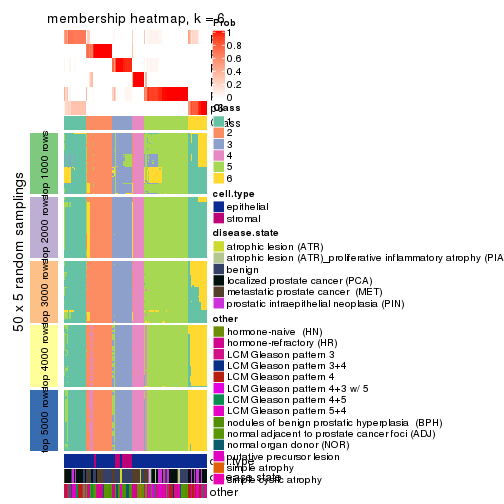 membership heatmap, k = 6
Prob
1
0.8
0.6
0.4
0.2
0
Class
1
2
3
4
5
6
cell.type
epithelial
stromal
disease.state
atrophic lesion (ATR)
atrophic lesion (ATR)_proliferative inflammatory atrophy (PIA
benign
localized prostate cancer (PCA)
metastatic prostate cancer (MET)
prostatic intraepithelial neoplasia (PIN)
other
hormone-naive (HN)
hormone-refractory (HR)
LCM Gleason pattern 3
LCM Gleason pattern 3+4
LCM Gleason pattern 4
LCM Gleason pattern 4+3 w/ 5
LCM Gleason pattern 4+5
LCM Gleason pattern 5+4
nodules of benign prostatic hyperplasia (BPH)
normal adjacent to prostate cancer foci (ADJ)
normal organ donor (NOR)
putative precursor lesion
simple atrophy
simple cystic atrophy
50 x 5 random samplings
top 1000 rows
top 2000 rows
top 3000 rows
top 4000 rows
top 5000 rows
cell.type
disease.state
other